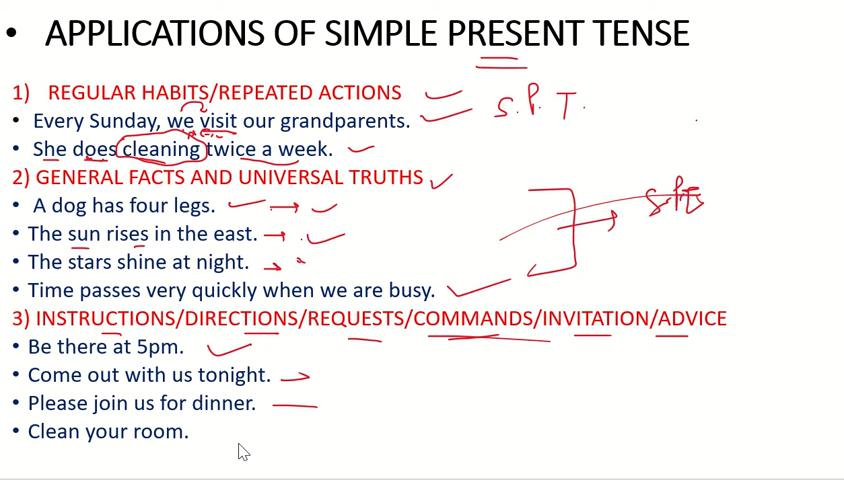 • APPLICATIONS OF SIMPLE PRESENT TENSE
1) REGULAR HABITS/REPEATED ACTIONS
S.P.T.
• Every Sunday, we visit our grandparents.
• She does cleaning twice a week.
2) GENERAL FACTS AND UNIVERSAL TRUTHS
• A dog has four legs.
• The sun rises in the east.
• The stars shine at night.
• Time passes very quickly when we are busy.
3) INSTRUCTIONS/DIRECTIONS/REQUESTS/COMMANDS/INVITATION/ADVICE
• Be there at 5pm.
• Come out with us tonight.
• Please join us for dinner.
• Clean your room.